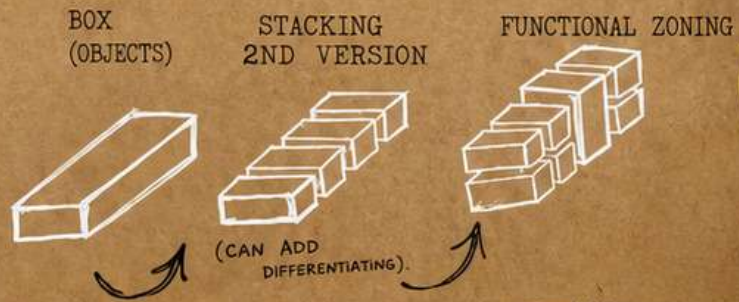 BOX
(OBJECTS)
STACKING
2ND VERSION
FUNCTIONAL ZONING
(CAN ADD
DIFFERENTIATING).